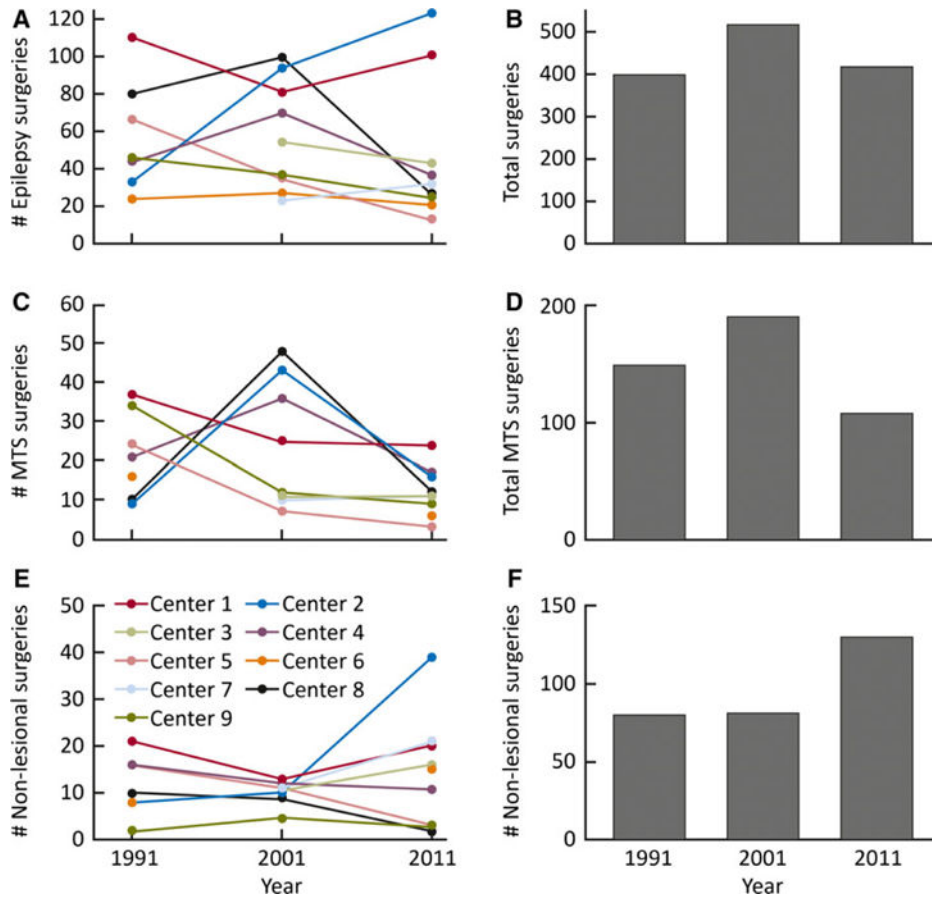 A
# Epilepsy surgeries
120
100
80
60
40
20
0
B
Total surgeries
500
400
300
200
100
0
C
# MTS surgeries
60
50
40
30
20
10
0
D
Total MTS surgeries
200
100
0
E
# Non-lesional surgeries
50
40
30
20
10
0
Center 1 Center 2
Center 3 Center 4
Center 5 Center 6
Center 7 Center 8
Center 9
1991 2001 2011
Year
F
# Non-lesional surgeries
150
100
50
0
1991 2001 2011
Year